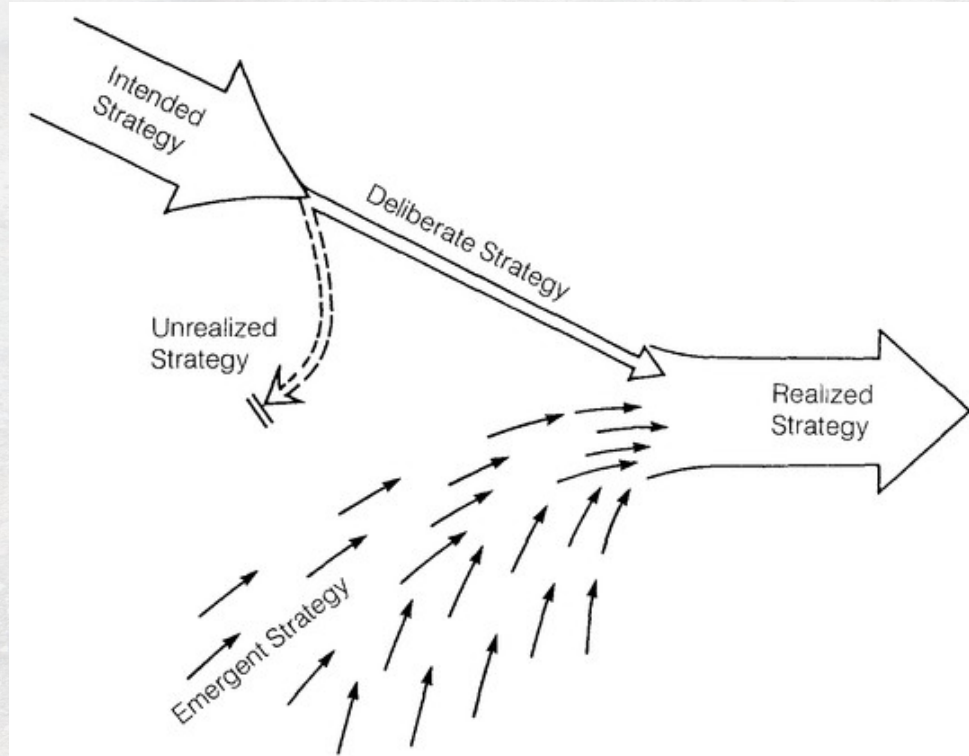 Intended
Strategy
Deliberate Strategy
Unrealized
Strategy
Realized
Strategy
Emergent Strategy